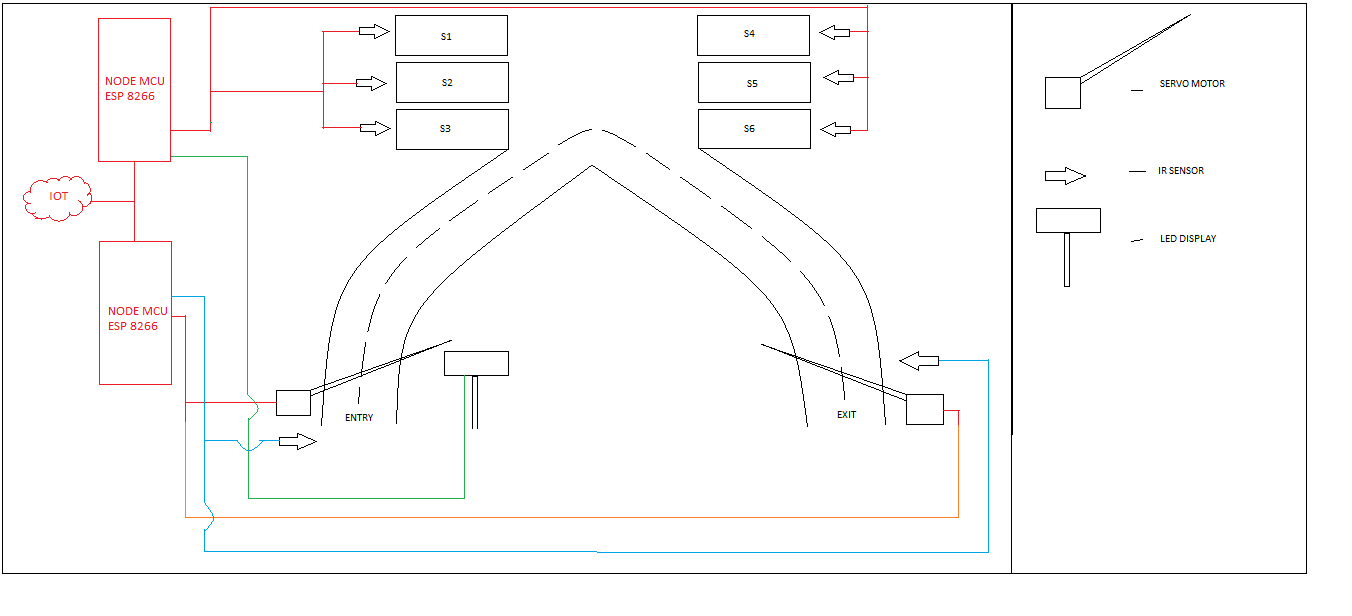 NODE MCU
ESP 8266
IOT
NODE MCU
ESP 8266
S1
S2
S3
S4
S5
S6
ENTRY
EXIT
SERVO MOTOR
IR SENSOR
LED DISPLAY